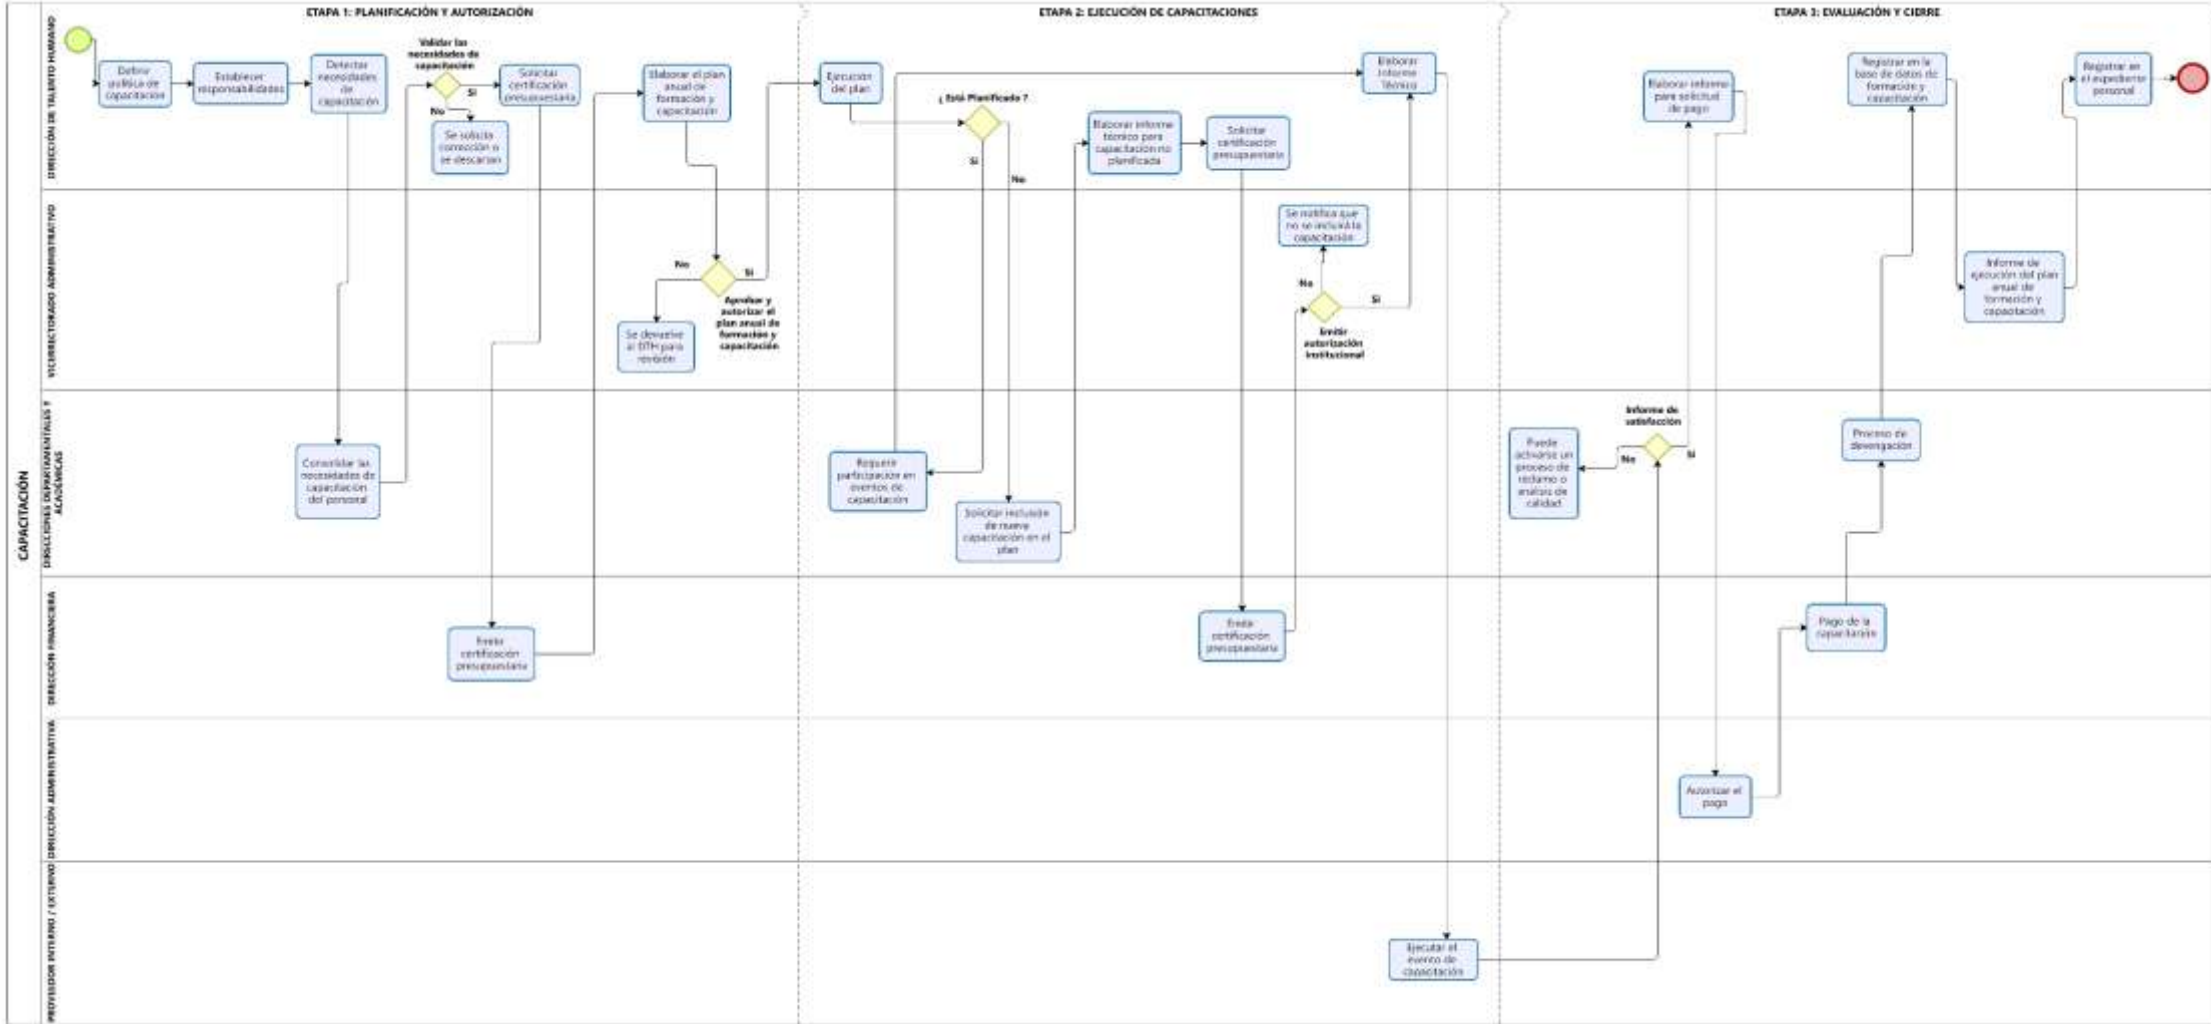 CAPACITACIÓN
ETAPA 1: PLANIFICACIÓN Y AUTORIZACIÓN
ETAPA 2: EJECUCIÓN DE CAPACITACIONES
ETAPA 3: EVALUACIÓN Y CIERRE
DIRECCIÓN DE TALENTO HUMANO
Definir
política de
capacitación
Establecer
responsabilidades
Detectar
necesidades
de
capacitación
Validar las
necesidades de
capacitación
Si
No
Solicitar
certificación
presupuestaria
Se solicita
corrección o
se descartan
Elaborar el plan
anual de
formación y
capacitación
Ejecución
del plan
¿ Está Planificado ?
Si
No
Elaborar informe
técnico para
capacitación no
planificada
Solicitar
certificación
presupuestaria
Elaborar
Informe
Técnico
Elaborar informe
para solicitud
de pago
Registrar en la
base de datos de
formación y
capacitación
Registrar en
el expediente
personal
VICERRECTORADO ADMINISTRATIVO
No
Si
Aprobar y
autorizar el
plan anual de
formación y
capacitación
Se devuelve
al DTH para
revisión
Se notifica que
no se incluirá la
capacitación
No
Si
Emitir
autorización
institucional
Informe de
ejecución del plan
anual de
formación y
capacitación
DIRECCIONES DEPARTAMENTALES Y
ACADÉMICAS
Consolidar las
necesidades de
capacitación
del personal
Requerir
participación en
eventos de
capacitación
Solicitar inclusión
de nueva
capacitación en el
plan
Puede
activarse un
proceso de
reclamo o
análisis de
calidad
Informe de
satisfacción
No
Si
Proceso de
devengación
DIRECCIÓN FINANCIERA
Emitir
certificación
presupuestaria
Emitir
certificación
presupuestaria
Pago de la
capacitación
DIRECCIÓN ADMINISTRATIVA
Autorizar el
pago
PROVEEDOR INTERNO / EXTERNO
Ejecutar el
evento de
capacitación